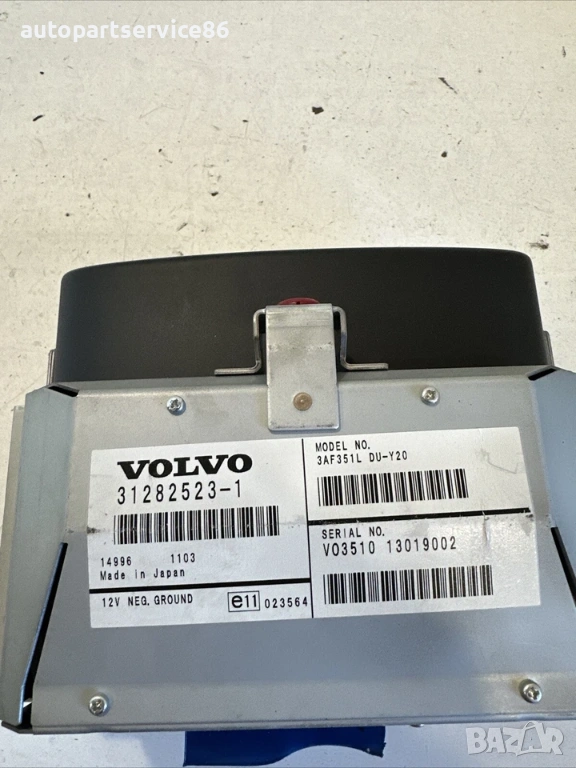 autopartservice86
VOLVO
31282523-1
14996 1103
Made in Japan
12V NEG. GROUND
e11 023564
MODEL NO.
3AF351L DU-Y20
SERIAL NO.
VO3510 13019002
BAZAR